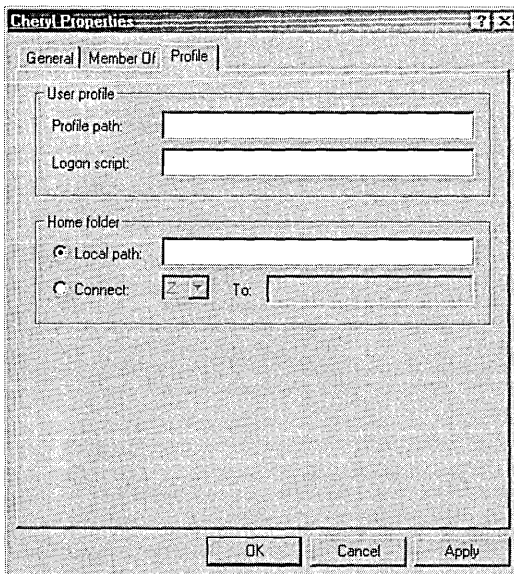 Cheryl Properties ? ×
General Member Of Profile
User profile
Profile path:
Logon script:
Home folder
Local path:
Connect: Z: To:
OK Cancel Apply